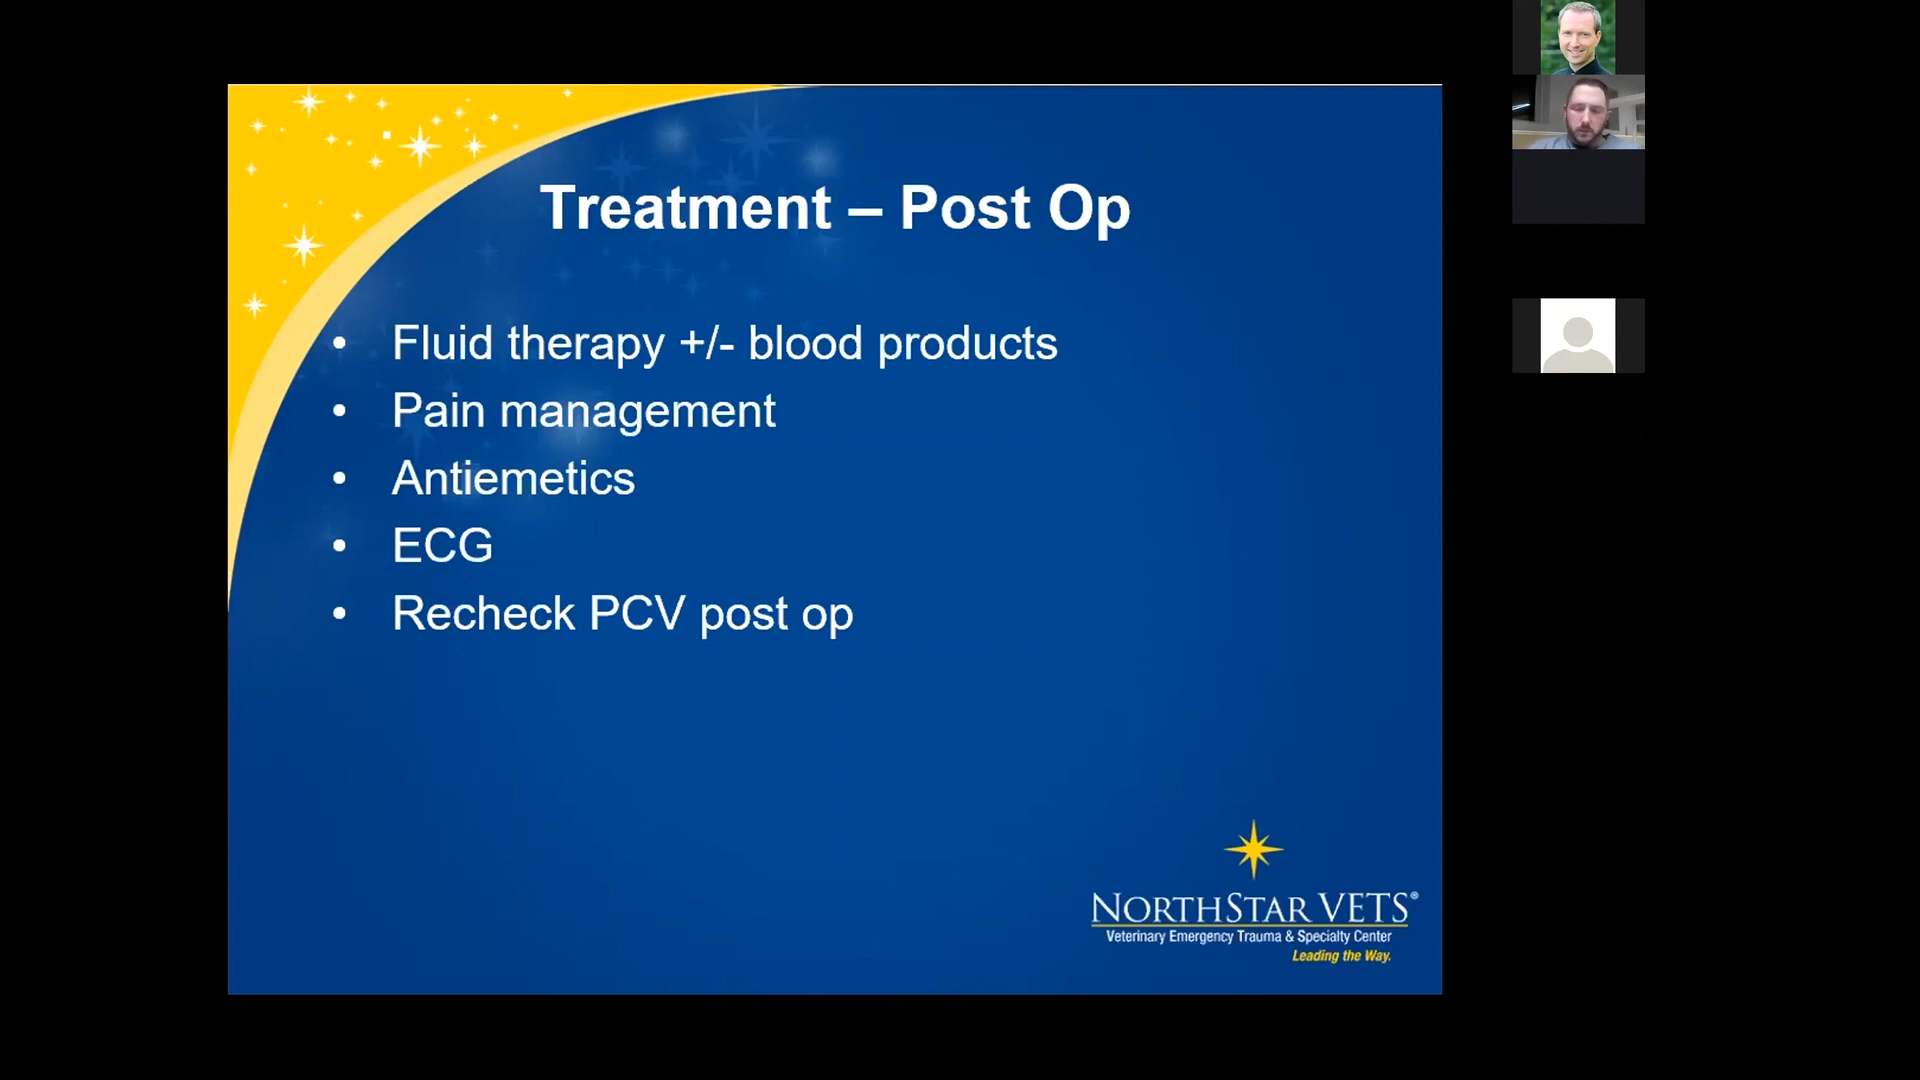 Treatment – Post Op
• Fluid therapy +/- blood products
• Pain management
• Antiemetics
• ECG
• Recheck PCV post op
NORTHSTAR VETS®
Veterinary Emergency Trauma & Specialty Center
Leading the Way.